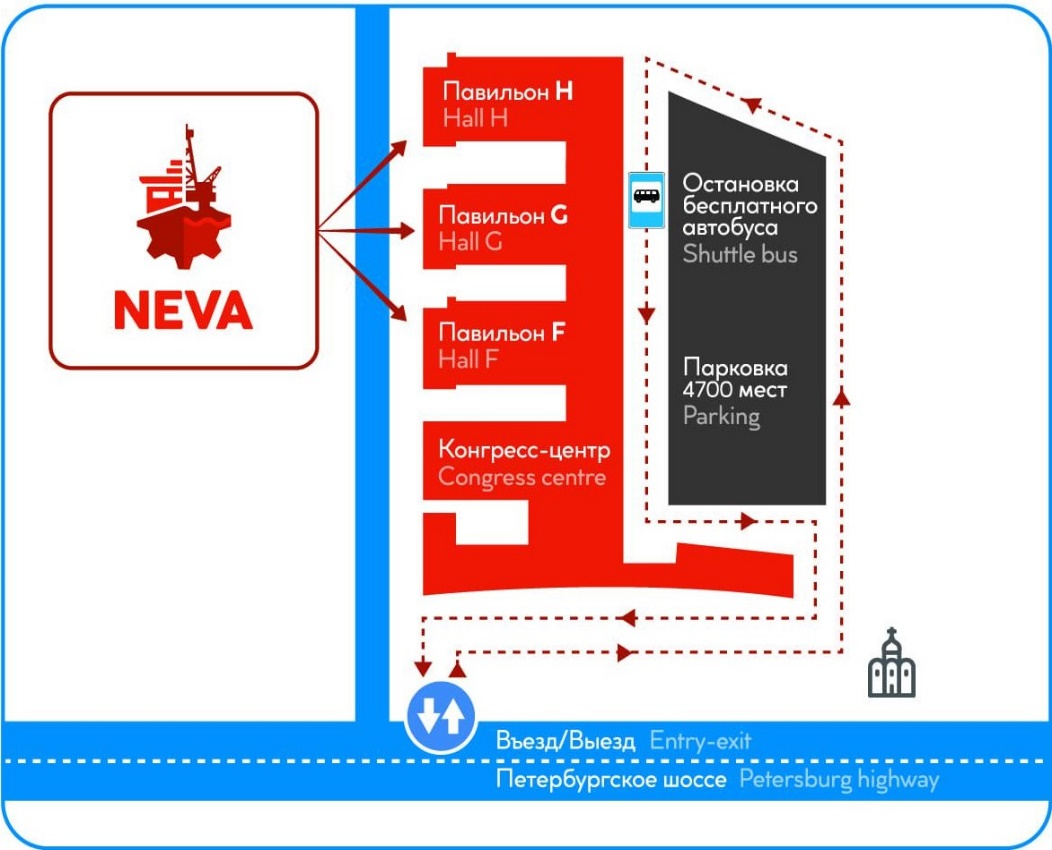 NEVA
Павильон H
Hall H
Павильон G
Hall G
Павильон F
Hall F
Конгресс-центр
Congress centre
Остановка
бесплатного
автобуса
Shuttle bus
Парковка
4700 мест
Parking
Въезд/Выезд Entry-exit
Петербургское шоссе Petersburg highway